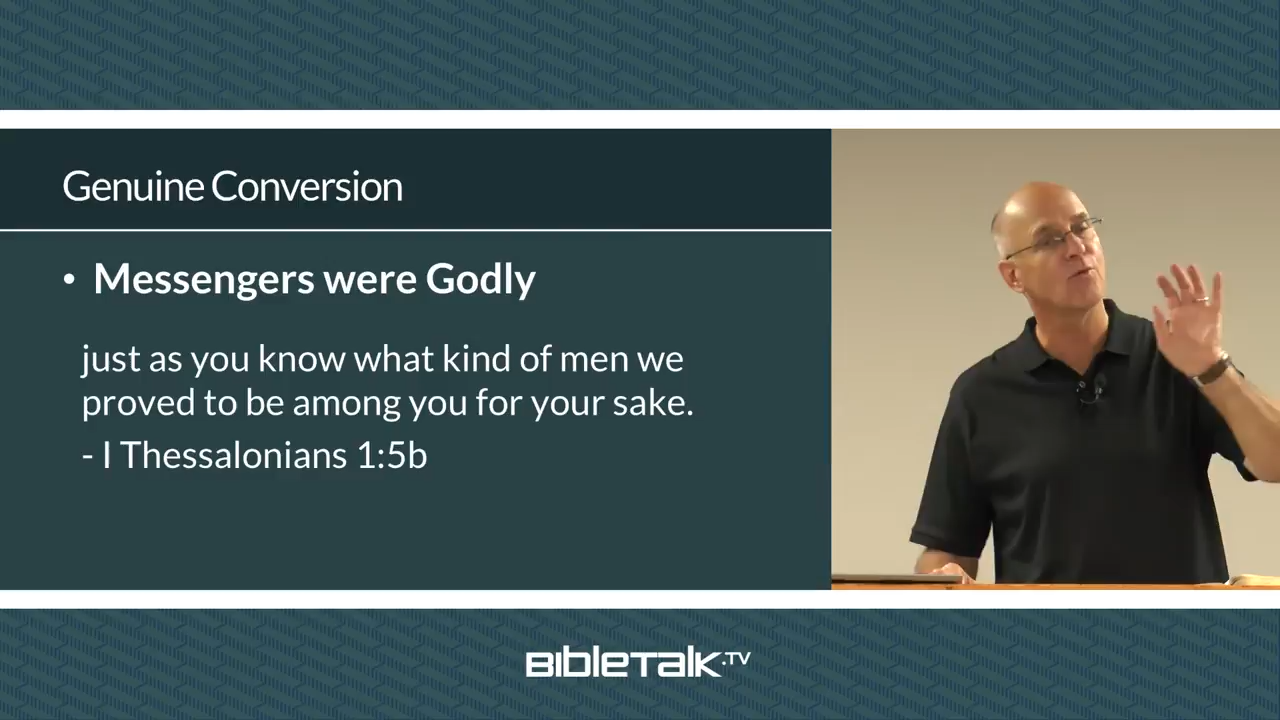 Genuine Conversion
• Messengers were Godly
just as you know what kind of men we
proved to be among you for your sake.
- I Thessalonians 1:5b
BIBLETALK.TV